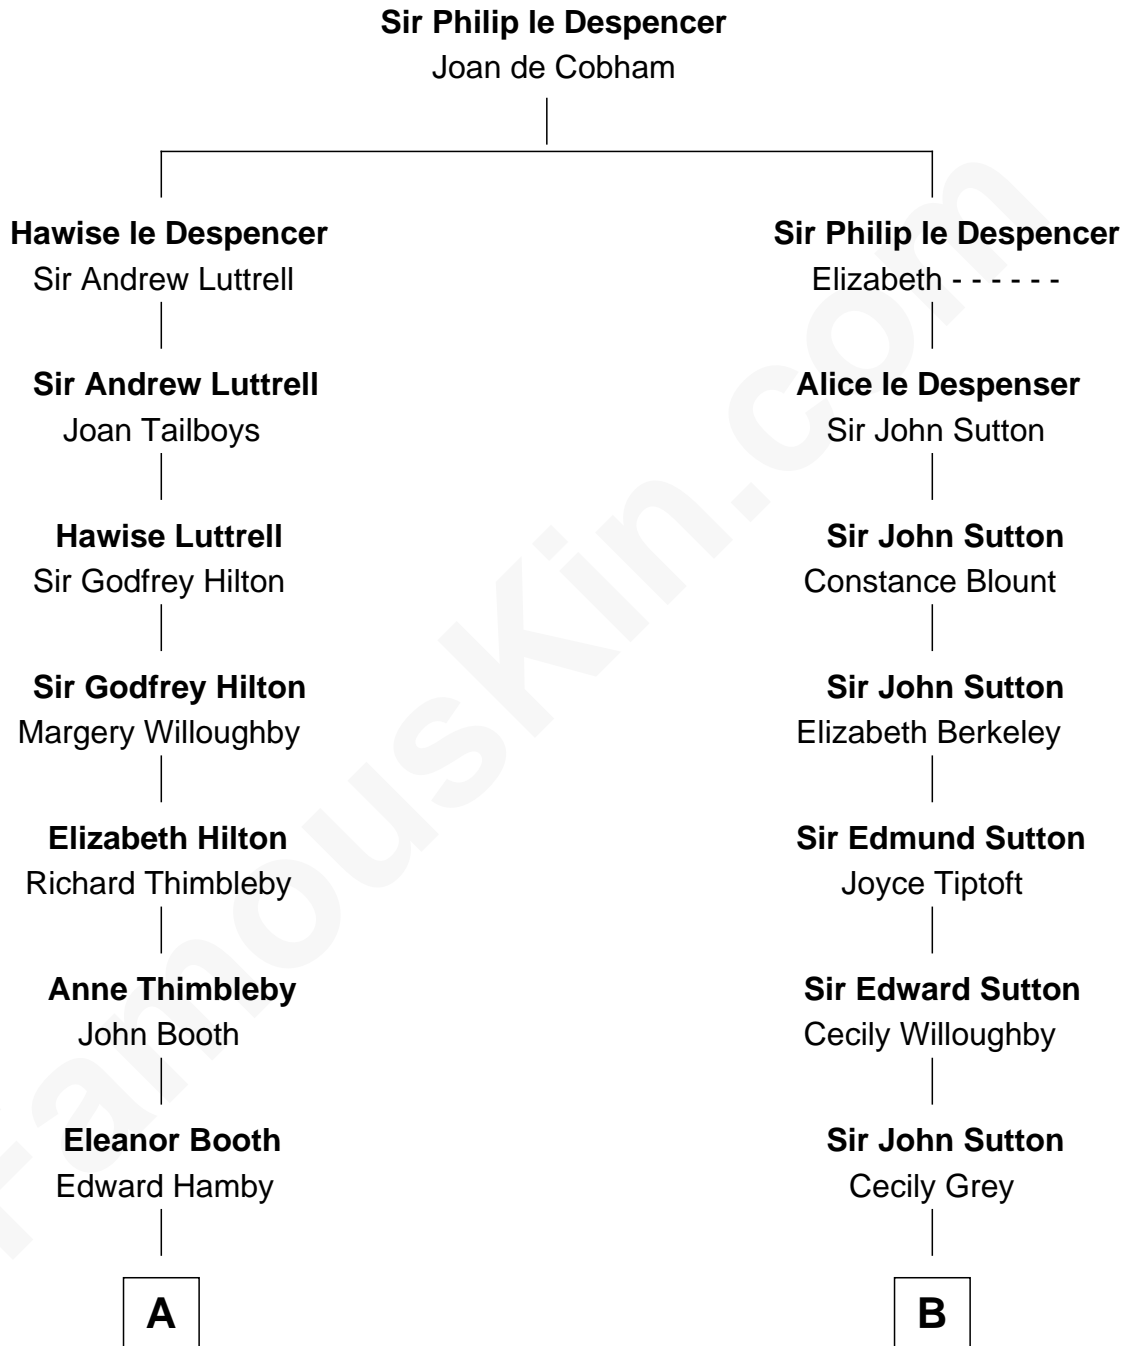 Sir Philip le Despencer
Joan de Cobham
Hawise le Despencer
Sir Andrew Luttrell
Sir Andrew Luttrell
Joan Tailboys
Hawise Luttrell
Sir Godfrey Hilton
Sir Godfrey Hilton
Margery Willoughby
Elizabeth Hilton
Richard Thimbleby
Anne Thimbleby
John Booth
Eleanor Booth
Edward Hamby
A
Sir Philip le Despencer
Elizabeth - - - - - -
Alice le Despenser
Sir John Sutton
Sir John Sutton
Constance Blount
Sir John Sutton
Elizabeth Berkeley
Sir Edmund Sutton
Joyce Tiptoft
Sir Edward Sutton
Cecily Willoughby
Sir John Sutton
Cecily Grey
B
FamousKin.com